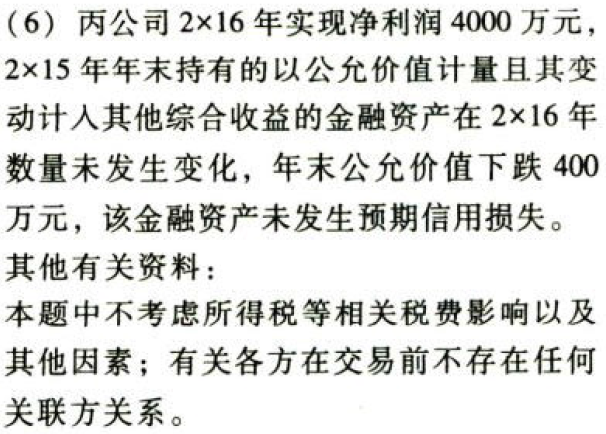 (6) 丙公司 2×16 年实现净利润 4000 万元，
2×15 年年末持有的以公允价值计量且其变
动计入其他综合收益的金融资产在 2×16 年
数量未发生变化，年末公允价值下跌 400
万元，该金融资产未发生预期信用损失。
其他有关资料：
本题中不考虑所得税等相关税费影响以及
其他因素；有关各方在交易前不存在任何
关联方关系。